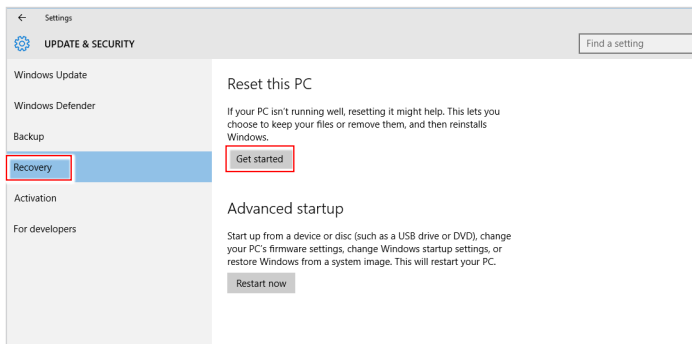 Settings
UPDATE & SECURITY
Find a setting
Windows Update
Windows Defender
Backup
Recovery
Activation
For developers
Reset this PC
If your PC isn't running well, resetting it might help. This lets you
choose to keep your files or remove them, and then reinstalls
Windows.
Get started
Advanced startup
Start up from a device or disc (such as a USB drive or DVD), change
your PC's firmware settings, change Windows startup settings, or
restore Windows from a system image. This will restart your PC.
Restart now